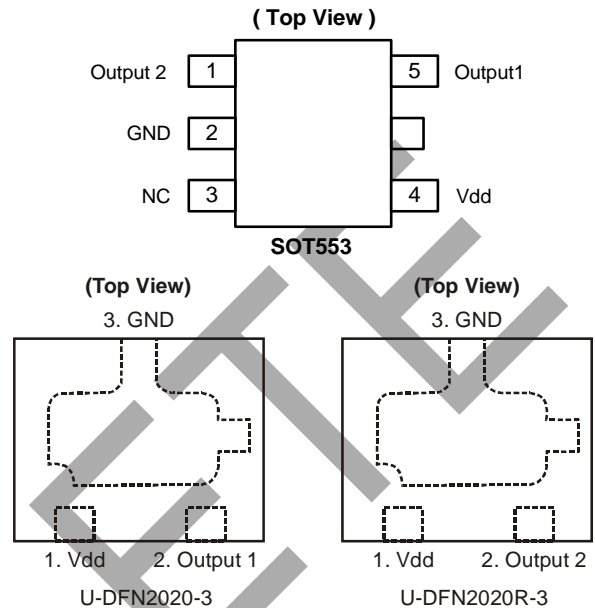 ( Top View )
Output 2 1 5 Output1
GND 2
NC 3 4 Vdd
SOT553
(Top View) (Top View)
3. GND 3. GND
1. Vdd 2. Output 1 1. Vdd 2. Output 2
U-DFN2020-3 U-DFN2020R-3